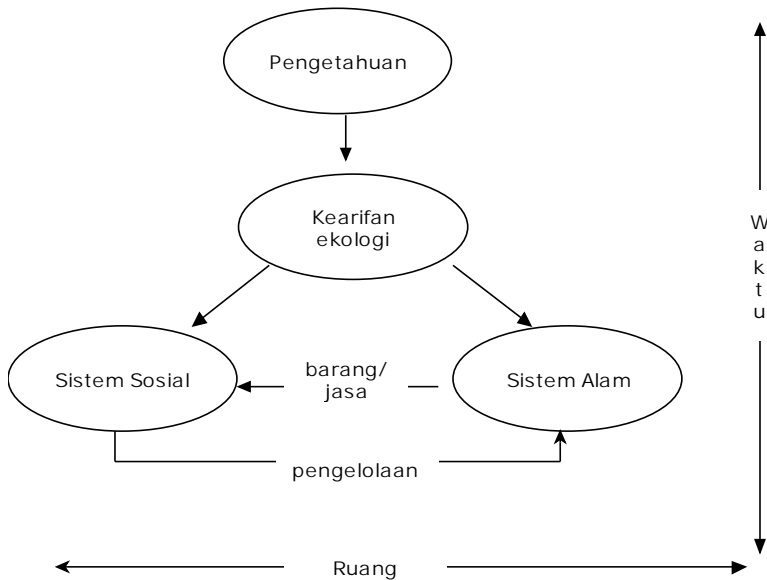 Pengetahuan
Kearifan
ekologi
Sistem Sosial
barang/
jasa
Sistem Alam
pengelolaan
Ruang
W
a
k
t
u